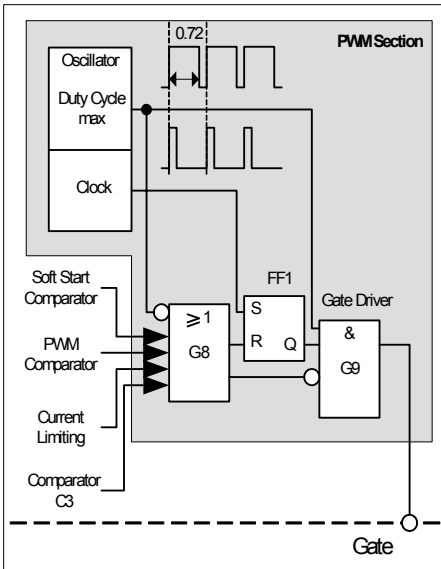 0.72
PWM Section
Oscillator
Duty Cycle
max
Clock
Soft Start
Comparator
PWM
Comparator
Current
Limiting
Comparator
C3
≥1
G8
FF1
S
R
Q
Gate Driver
&
G9
Gate